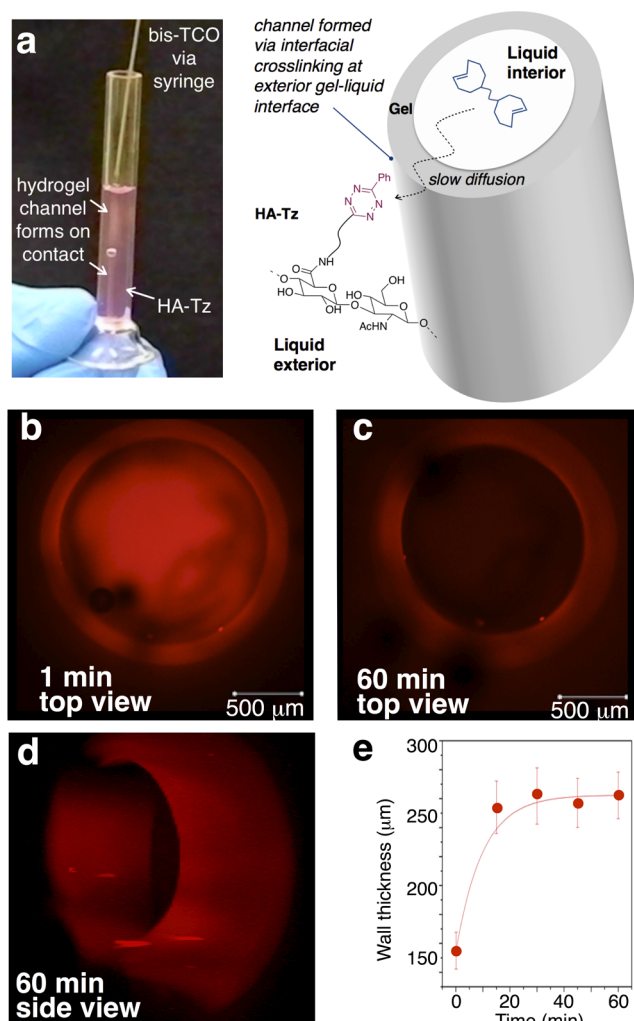 a
bis-TCO
via
syringe
hydrogel
channel
forms on
contact
HA-Tz
channel formed
via interfacial
crosslinking at
exterior gel-liquid
interface
Liquid
interior
Gel
slow diffusion
HA-Tz
Ph
N
N
N
N
NH
O
O
HO
OH
O
HO
OH
O
AcHN
O
O
Liquid
exterior
b
1 min
top view
500 μm
c
60 min
top view
500 μm
d
60 min
side view
e
Wall thickness (μm)
300
250
200
150
0
20
40
60
Time (min)